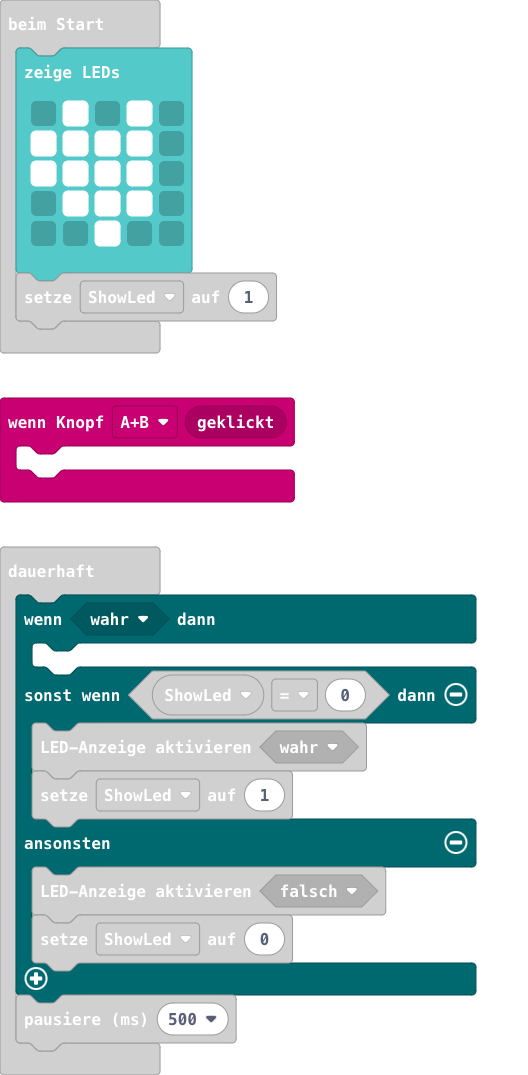 beim Start
zeige LEDs
setze ShowLed auf 1
wenn Knopf A+B geklickt
dauerhaft
wenn wahr dann
sonst wenn ShowLed = 0 dann
LED-Anzeige aktivieren wahr
setze ShowLed auf 1
ansonsten
LED-Anzeige aktivieren falsch
setze ShowLed auf 0
pausiere (ms) 500